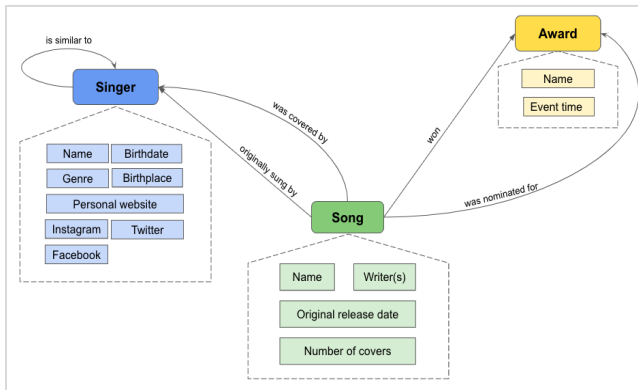 is similar to
Singer
Name
Birthdate
Genre
Birthplace
Personal website
Instagram
Twitter
Facebook
was covered by
originally sung by
Song
Name
Writer(s)
Original release date
Number of covers
won
was nominated for
Award
Name
Event time